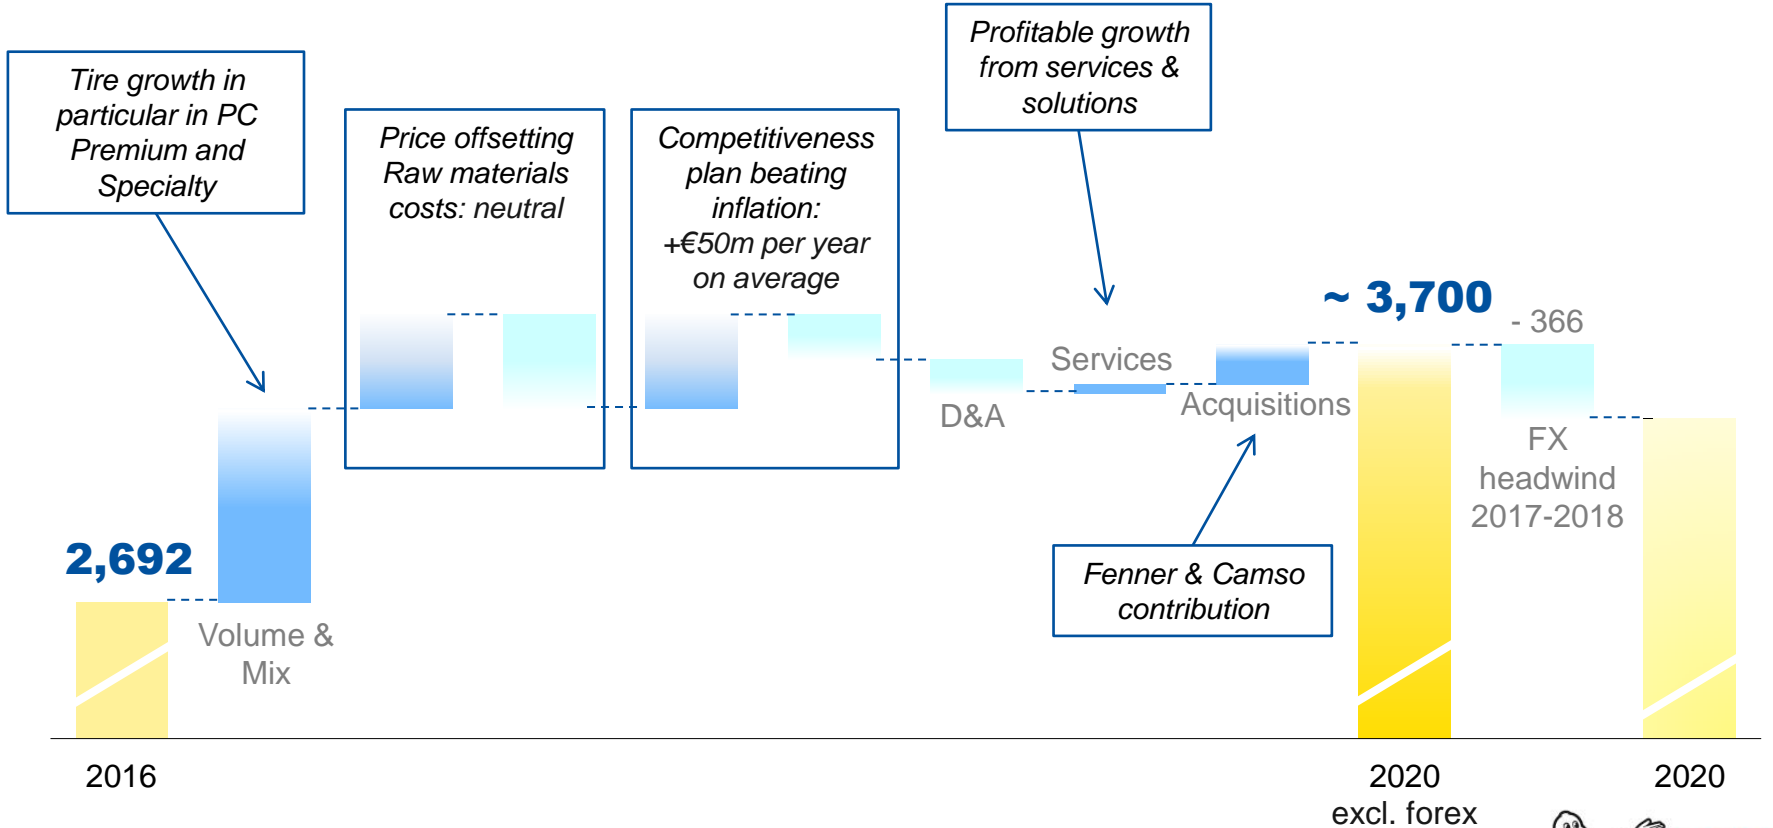 Tire growth in
particular in PC
Premium and
Specialty
Price offsetting
Raw materials
costs: neutral
Competitiveness
plan beating
inflation:
+€50m per year
on average
Profitable growth
from services &
solutions
~ 3,700
- 366
Services
D&A
Acquisitions
FX
headwind
2017-2018
2,692
Volume &
Mix
Fenner & Camso
contribution
2016
2020
excl. forex
2020